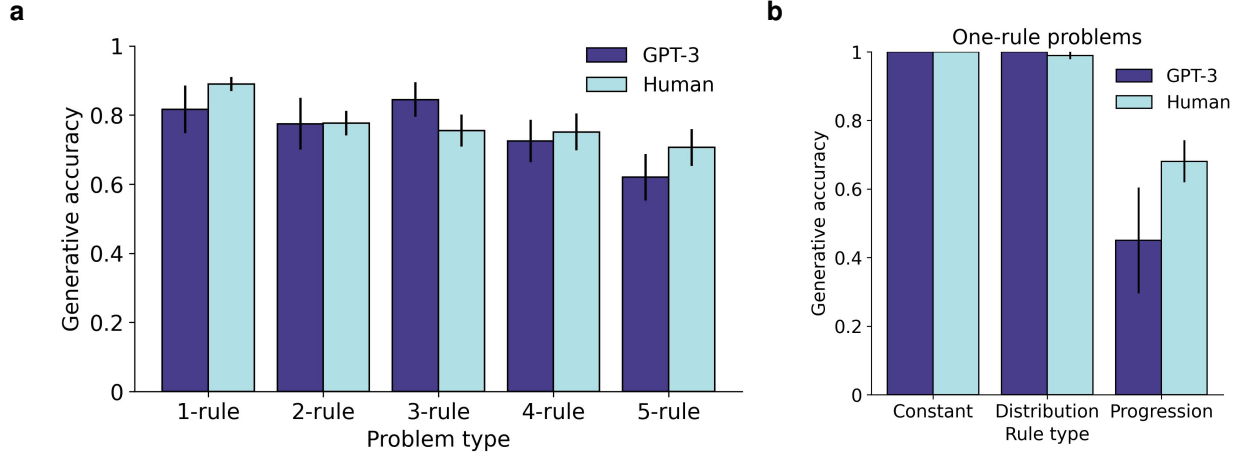 a
1
0.8
0.6
0.4
0.2
0
Generative accuracy
GPT-3
Human
1-rule 2-rule 3-rule 4-rule 5-rule
Problem type
b
One-rule problems
1
0.8
0.6
0.4
0.2
0
Generative accuracy
GPT-3
Human
Constant Distribution Progression
Rule type